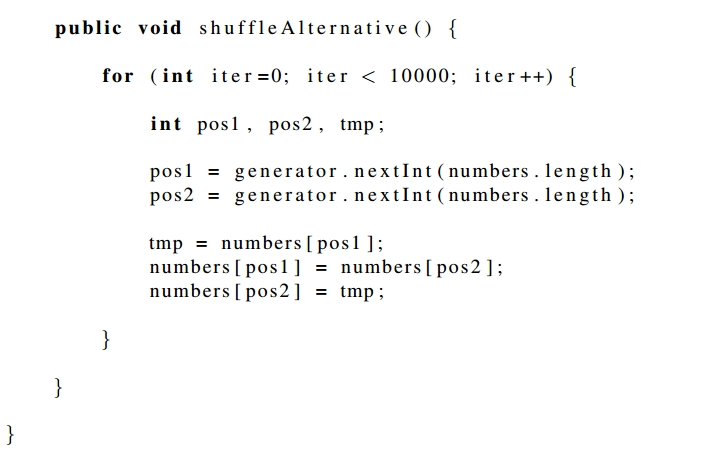 public void shuffleAlternative() {
for (int iter=0; iter < 10000; iter++) {
int pos1, pos2, tmp;
pos1 = generator.nextInt(numbers.length);
pos2 = generator.nextInt(numbers.length);
tmp = numbers[pos1];
numbers[pos1] = numbers[pos2];
numbers[pos2] = tmp;
}
}
}